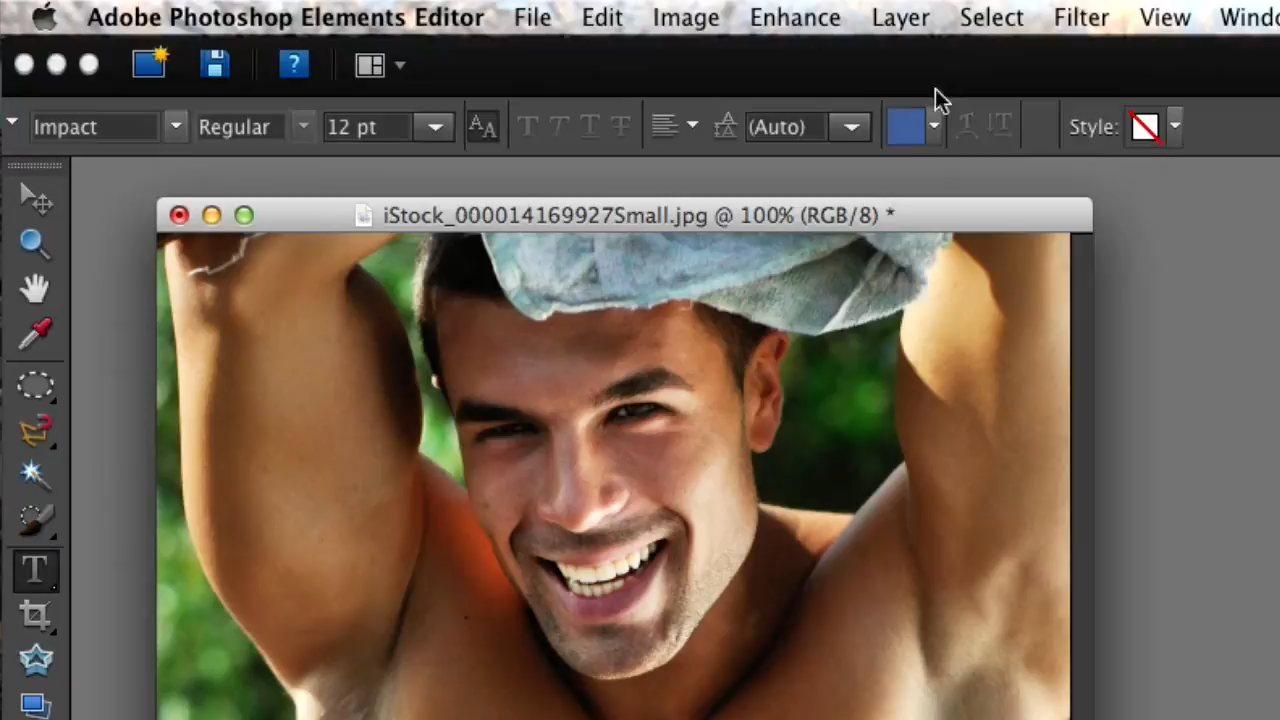 Adobe Photoshop Elements Editor File Edit Image Enhance Layer Select Filter View
?
Impact Regular 12 pt AA T T T T (Auto) Style:
iStock_000014169927Small.jpg @ 100% (RGB/8) *
T